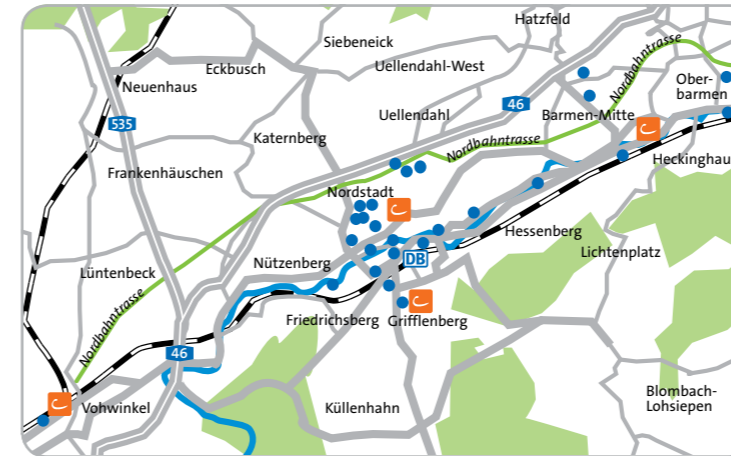 Hatzfeld
Siebeneick
Eckbusch
Uellendahl-West
Neuenhaus
Nordbahntrasse
Ober-
barmen
46
Uellendahl
Barmen-Mitte
535
Katernberg
Nordbahntrasse
Heckinghau
Frankenhäuschen
Nordstadt
Hessenberg
Lichtenplatz
DB
Nützenberg
Lüntenbeck
Nordbahntrasse
Friedrichsberg
Grifflenberg
46
Vohwinkel
Küllenhahn
Blombach-
Lohsiepen